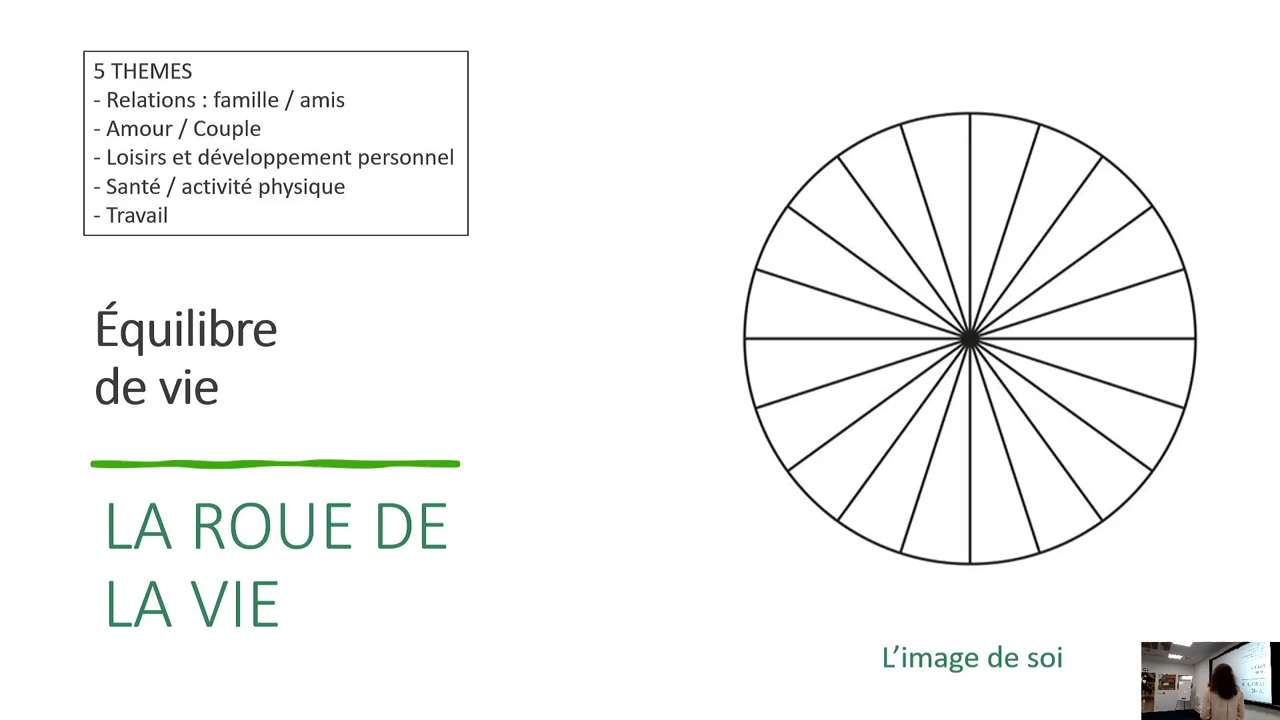 5 THEMES
- Relations : famille / amis
- Amour / Couple
- Loisirs et développement personnel
- Santé / activité physique
- Travail
Équilibre
de vie
LA ROUE DE
LA VIE
L’image de soi